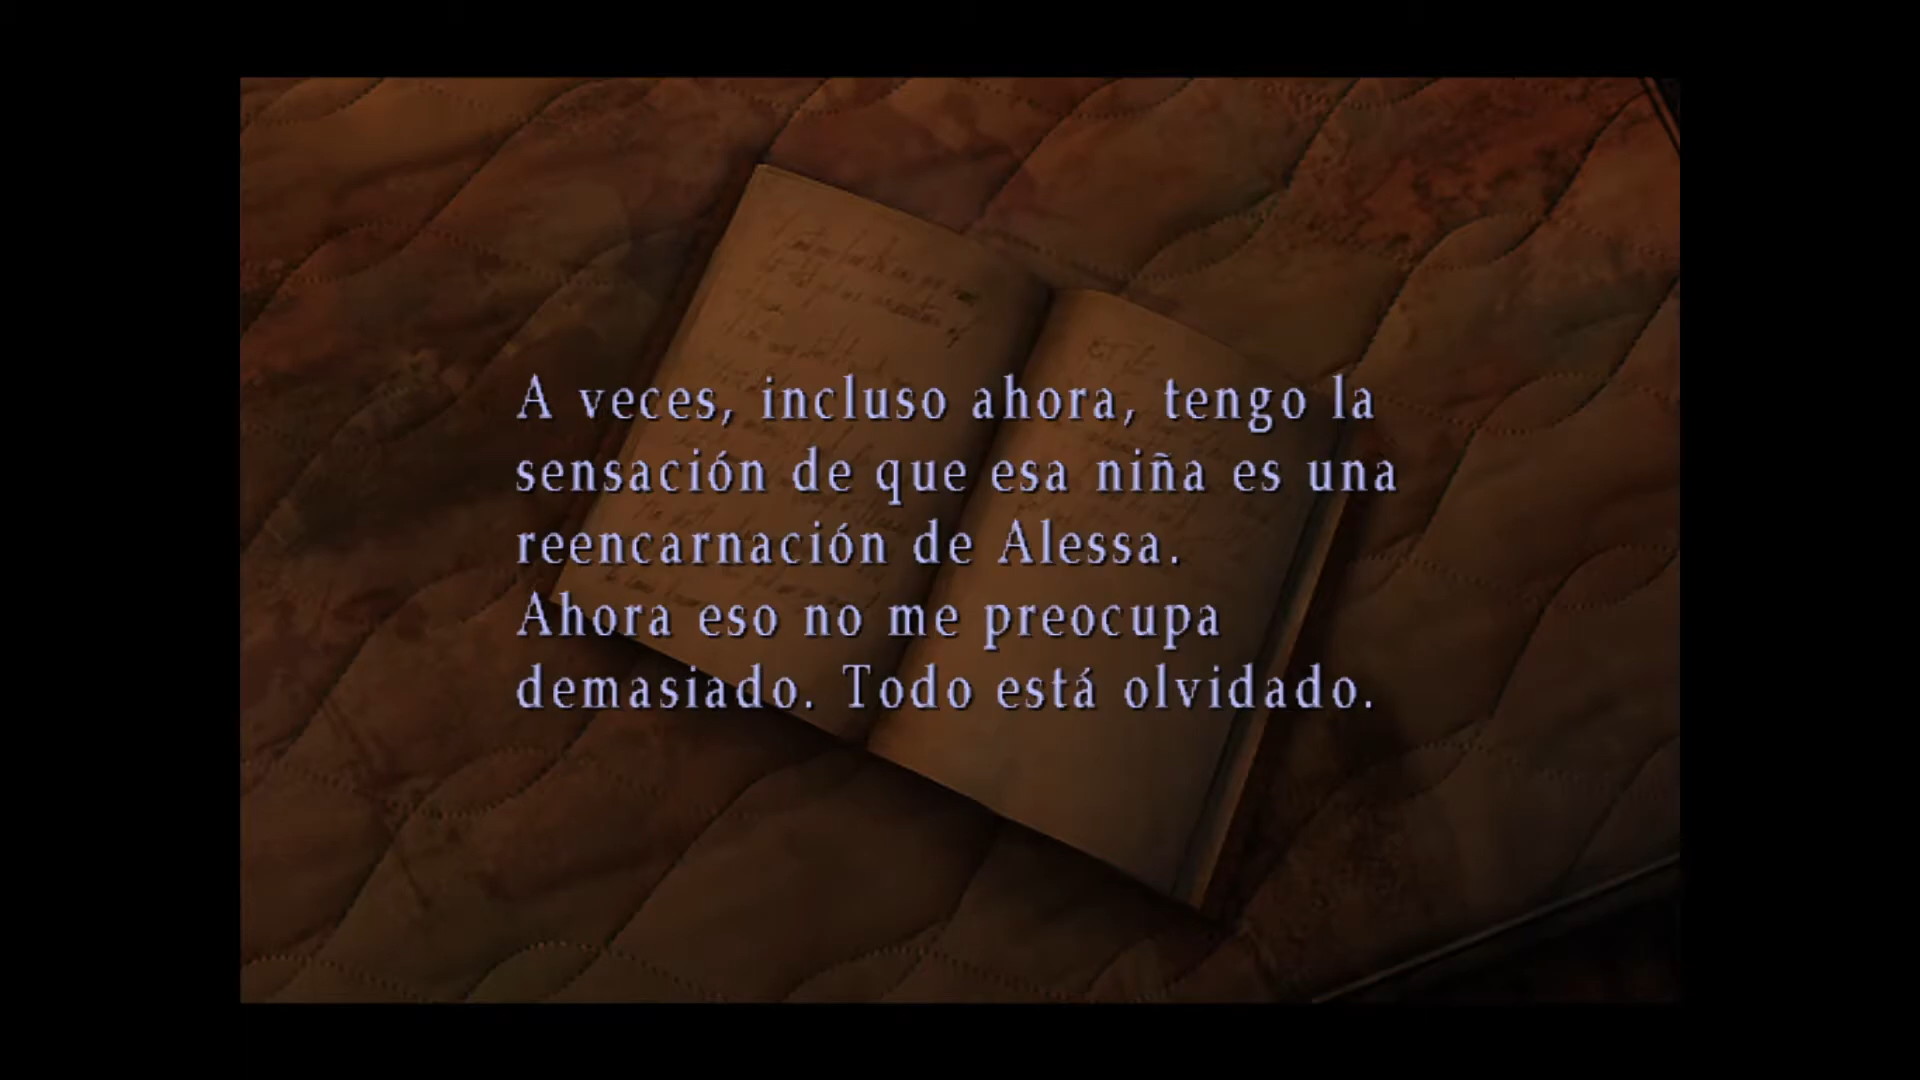 A veces, incluso ahora, tengo la
sensación de que esa niña es una
reencarnación de Alessa.
Ahora eso no me preocupa
demasiado. Todo está olvidado.